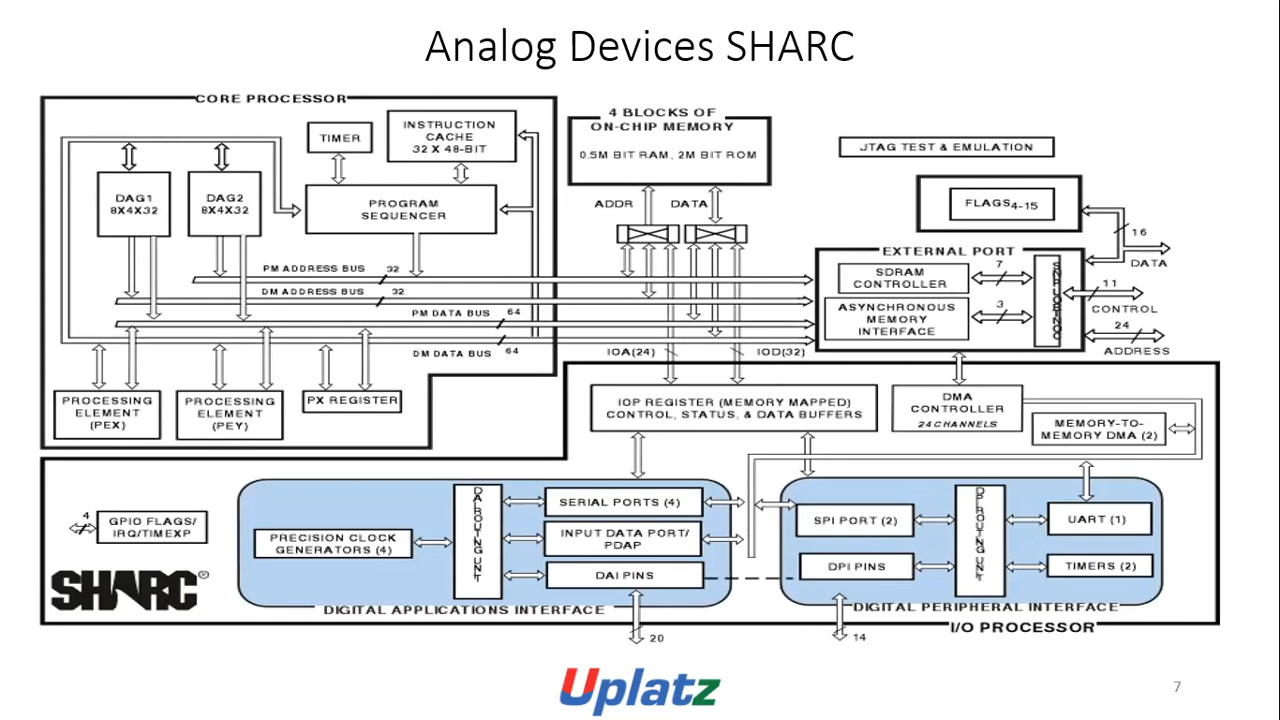 Analog Devices SHARC
CORE PROCESSOR
TIMER
INSTRUCTION
CACHE
32 X 48-BIT
DAG1
8X4X32
DAG2
8X4X32
PROGRAM
SEQUENCER
PM ADDRESS BUS
32
DM ADDRESS BUS
32
PM DATA BUS
64
DM DATA BUS
64
PROCESSING
ELEMENT
(PEX)
PROCESSING
ELEMENT
(PEY)
PX REGISTER
4 BLOCKS OF
ON-CHIP MEMORY
0.5M BIT RAM, 2M BIT ROM
ADDR
DATA
IOA(24)
IOD(32)
JTAG TEST & EMULATION
FLAGS4-15
16
DATA
EXTERNAL PORT
SDRAM
CONTROLLER
7
ASYNCHRONOUS
MEMORY
INTERFACE
3
11
CONTROL
24
ADDRESS
IOP REGISTER (MEMORY MAPPED)
CONTROL, STATUS, & DATA BUFFERS
DMA
CONTROLLER
24 CHANNELS
MEMORY-TO-
MEMORY DMA (2)
4
GPIO FLAGS/
IRQ/TIMEXP
SHARC®
PRECISION CLOCK
GENERATORS (4)
DAI ROUTING UNIT
SERIAL PORTS (4)
INPUT DATA PORT/
PDAP
DAI PINS
DIGITAL APPLICATIONS INTERFACE
20
SPI PORT (2)
DPI PINS
DPI ROUTING UNIT
UART (1)
TIMERS (2)
DIGITAL PERIPHERAL INTERFACE
14
I/O PROCESSOR
Uplatz
7